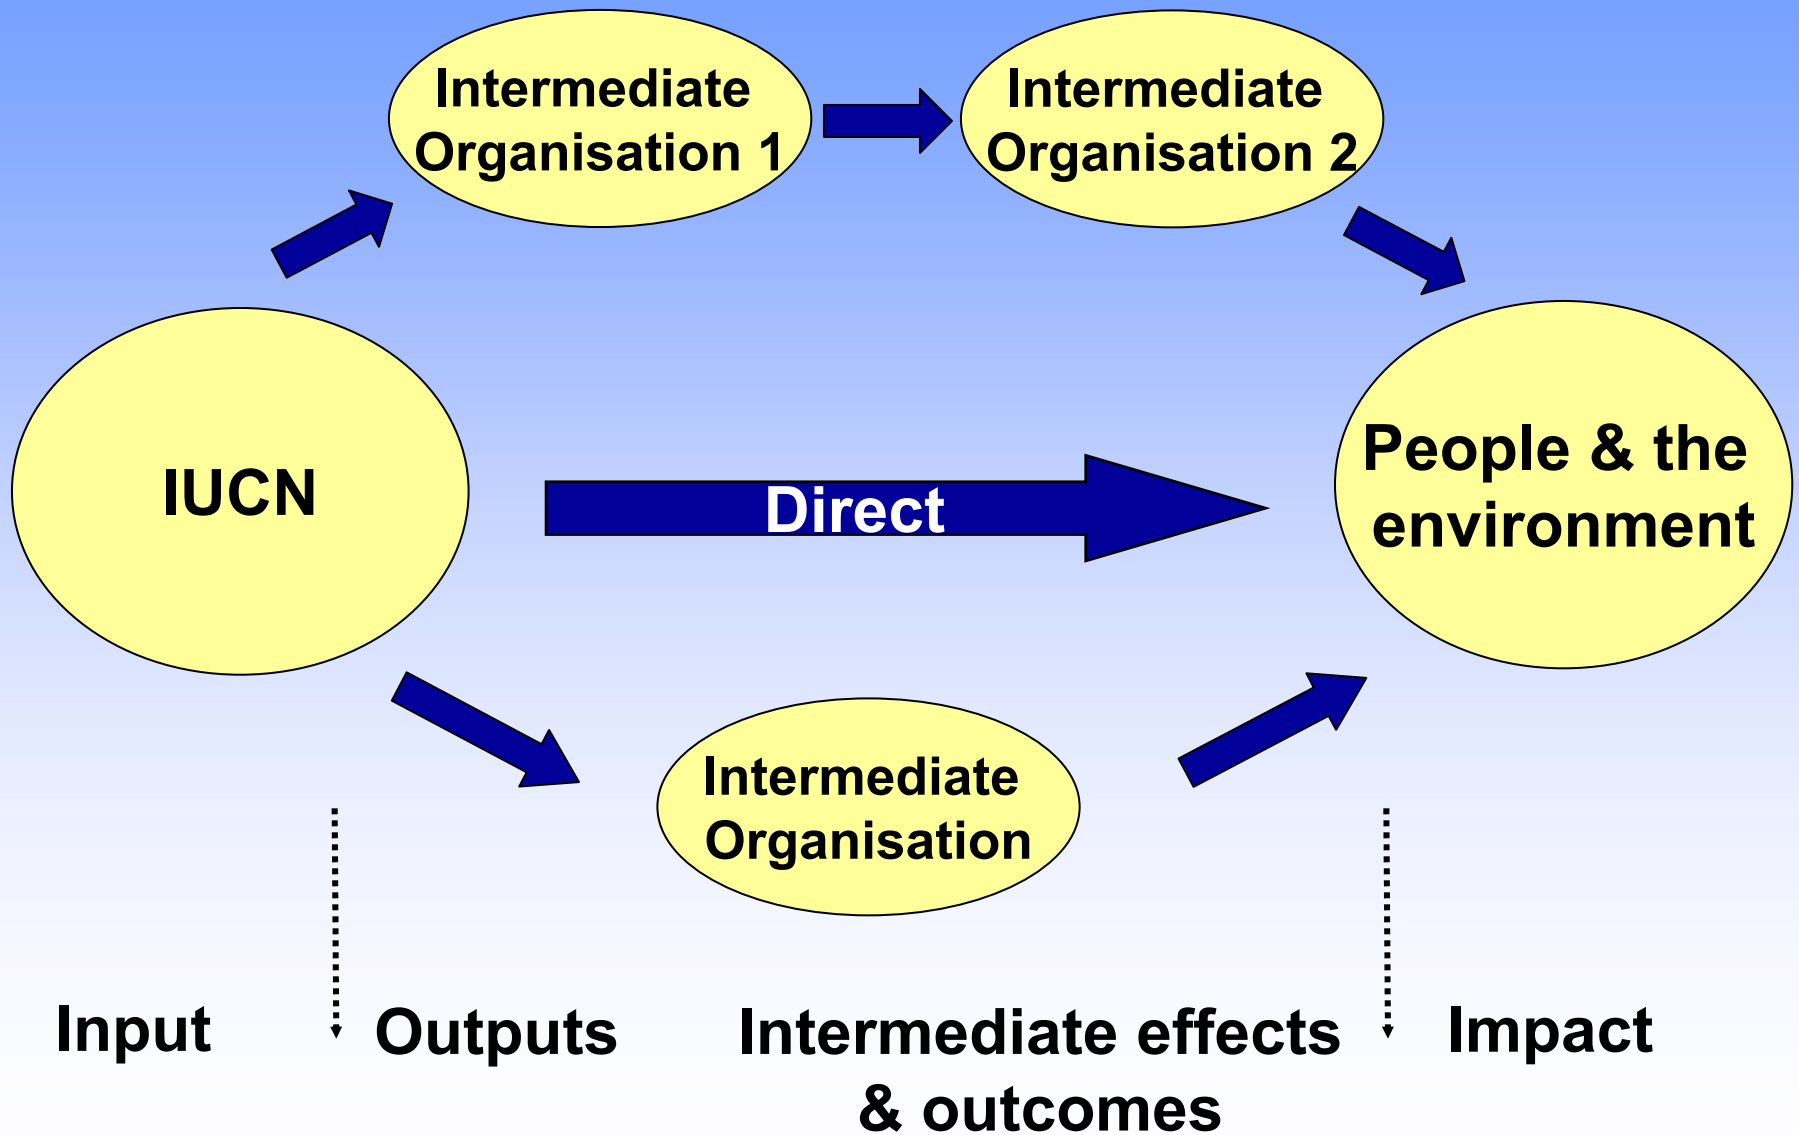 Intermediate
Organisation 1
Intermediate
Organisation 2
IUCN
Direct
People & the
environment
Intermediate
Organisation
Input
Outputs
Intermediate effects
& outcomes
Impact